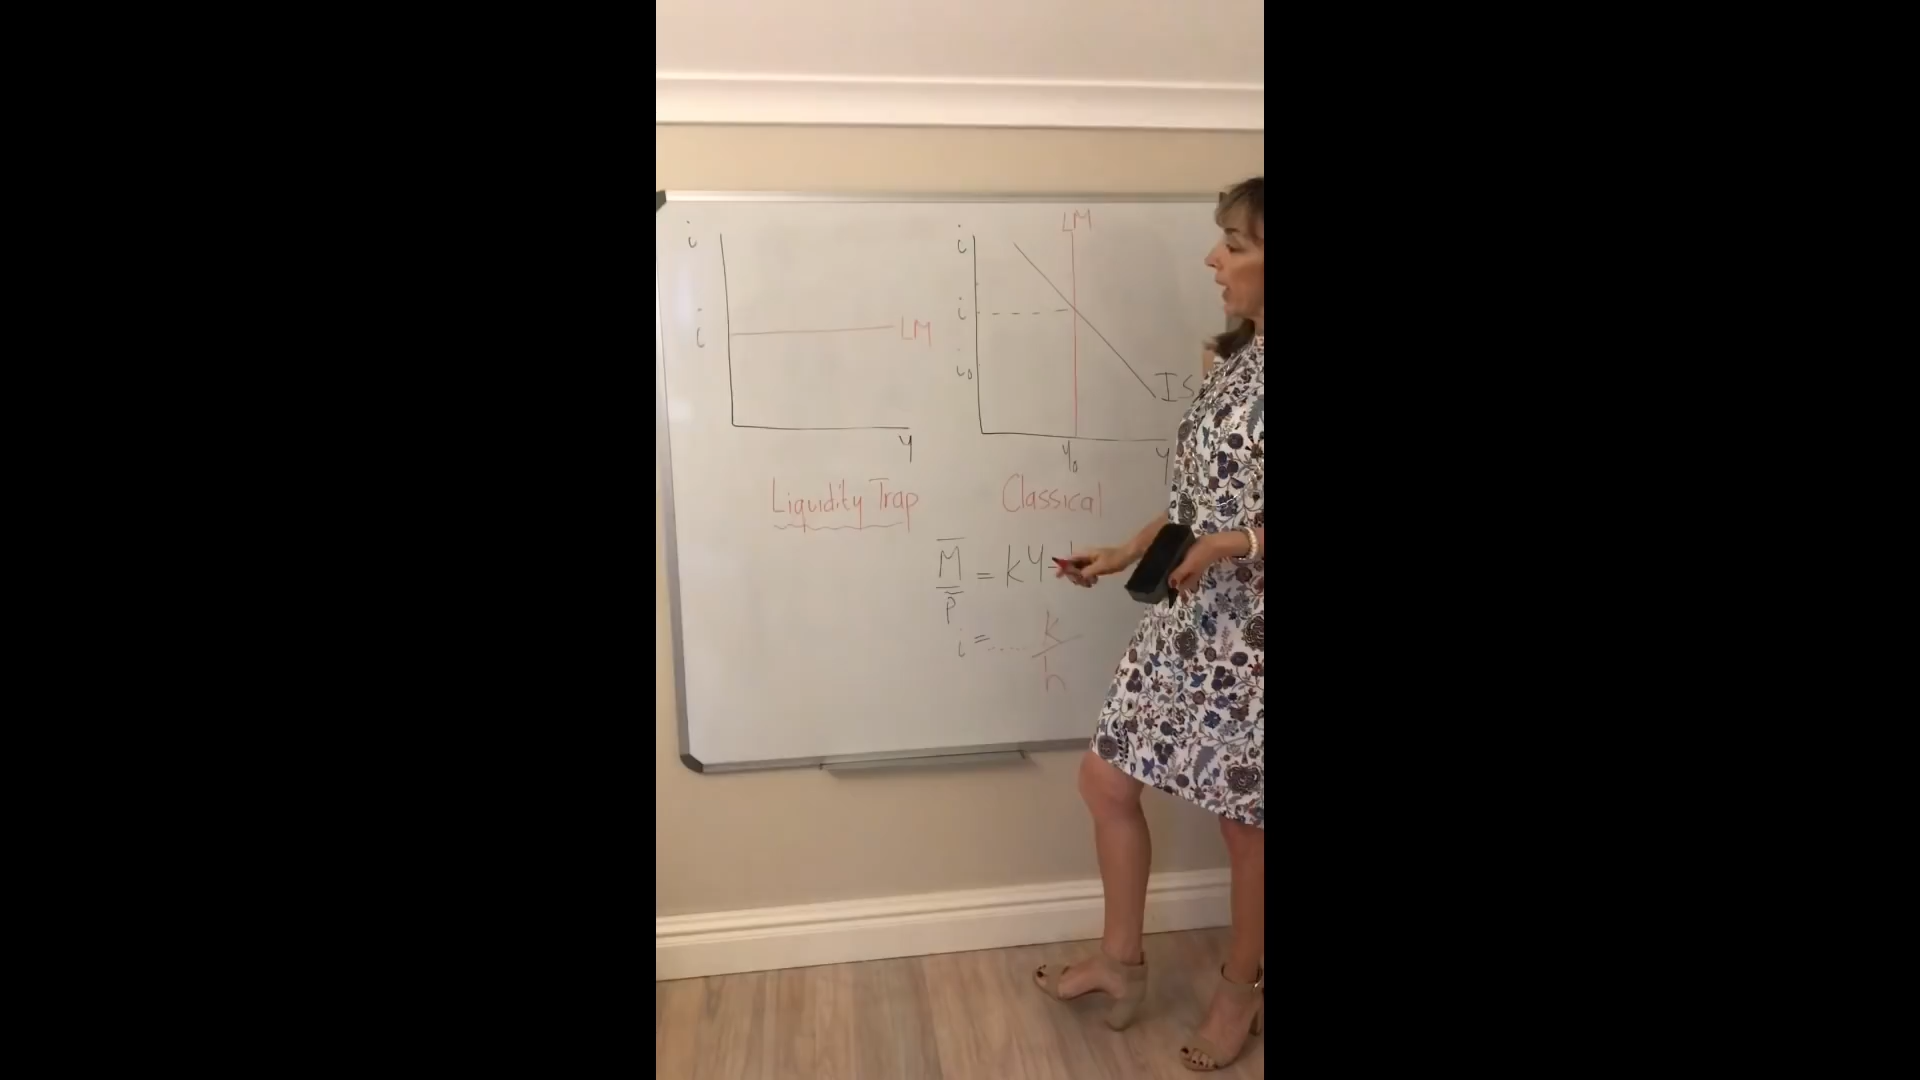 i
i
LM
Y
Liquidity Trap
LM
i
i
i₀
IS
Y₀
Y
Classical
M̅/P̅ = kY -
i = .... k/h